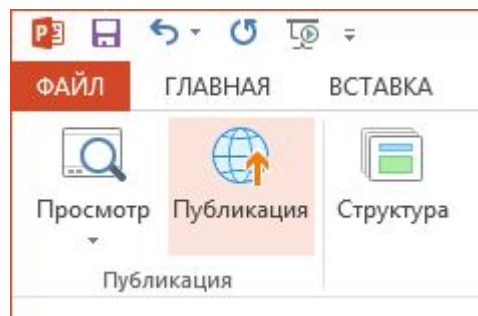 ФАЙЛ ГЛАВНАЯ ВСТАВКА
Просмотр Публикация Структура
Публикация